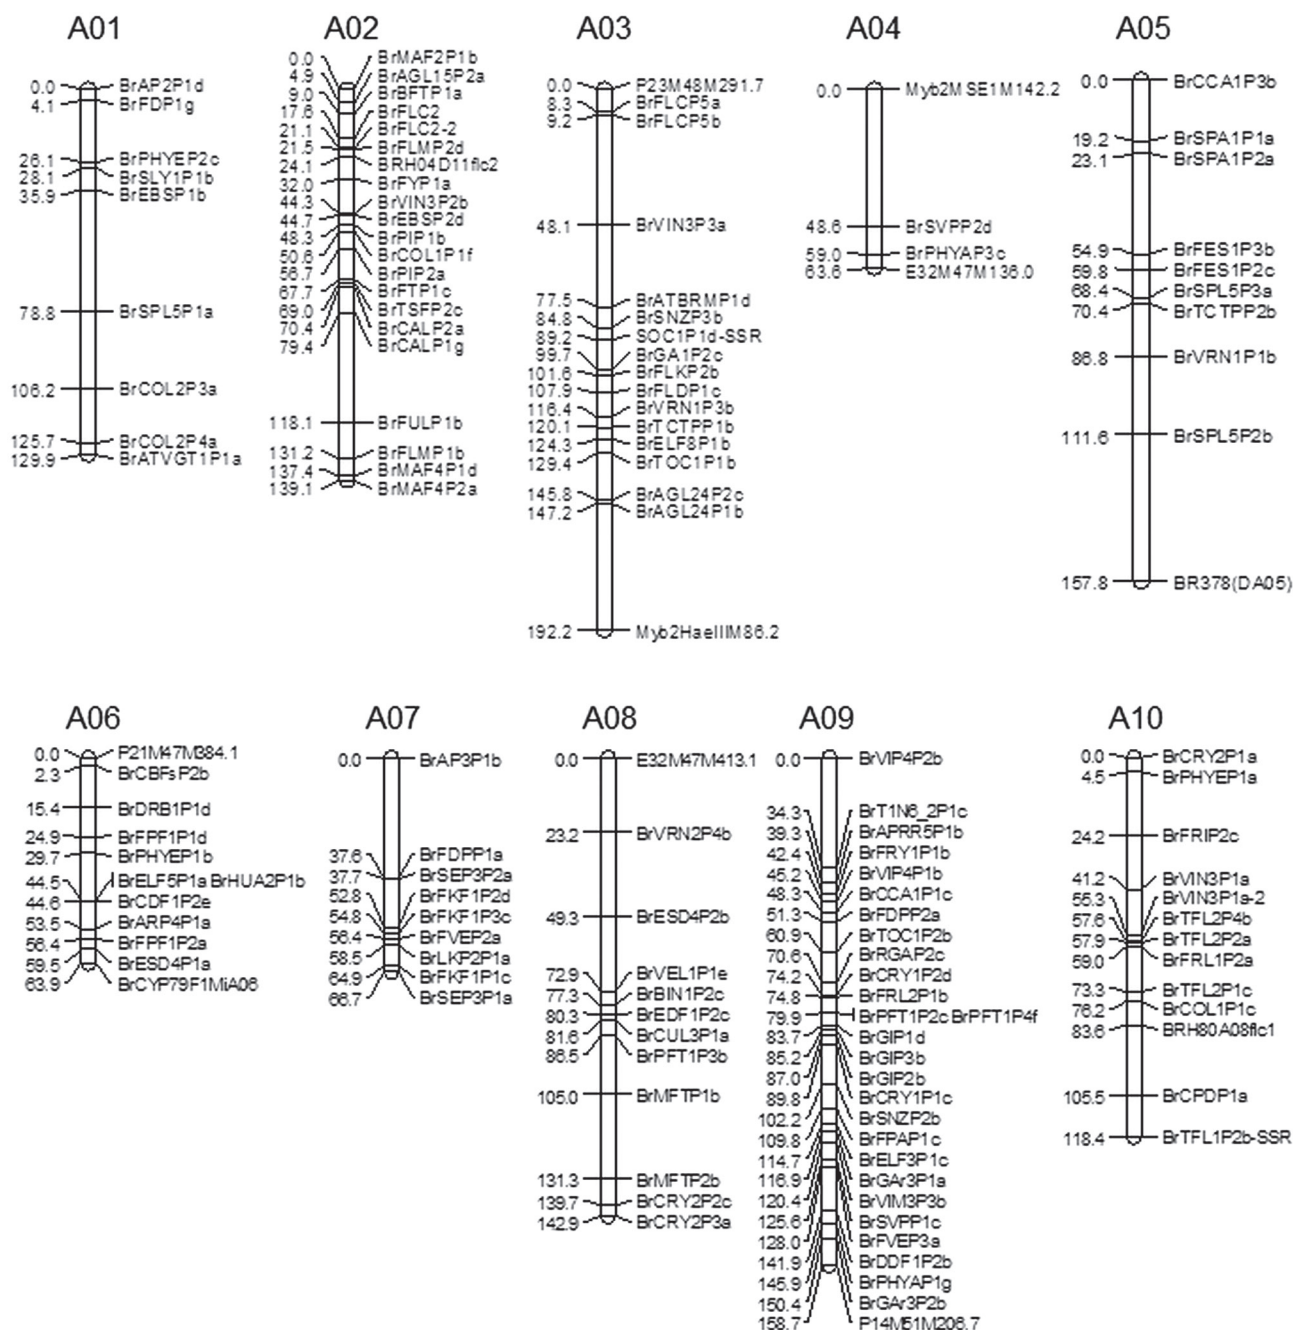 A01
0.0 BrAP2P1d
4.1 BrFDP1g
26.1 BrPHYEP2c
28.1 BrSLY1P1b
35.9 BrEBSP1b
78.8 BrSPL5P1a
106.2 BrCOL2P3a
125.7 BrCOL2P4a
129.9 BrATVGT1P1a
A02
0.0 BrMAF2P1b
4.9 BrAGL15P2a
9.0 BrBFTP1a
17.6 BrFLC2
21.1 BrFLC2-2
21.5 BrFLMP2d
24.1 BRH04D11flc2
32.0 BrFYP1a
44.3 BrVIN3P2b
44.7 BrEBSP2d
48.3 BrPIP1b
50.6 BrCOL1P1f
56.7 BrPIP2a
67.7 BrFTP1c
69.0 BrTSFP2c
70.4 BrCALP2a
79.4 BrCALP1g
118.1 BrFULP1b
131.2 BrFLMP1b
137.4 BrMAF4P1d
139.1 BrMAF4P2a
A03
0.0 P23M48M291.7
8.3 BrFLCP5a
9.2 BrFLCP5b
48.1 BrVIN3P3a
77.5 BrATBRMP1d
84.8 BrSNZP3b
89.2 SOC1P1d-SSR
99.7 BrGA1P2c
101.6 BrFLKP2b
107.9 BrFLDP1c
116.4 BrVRN1P3b
120.1 BrTCTPP1b
124.3 BrELF8P1b
129.4 BrTOC1P1b
145.8 BrAGL24P2c
147.2 BrAGL24P1b
192.2 Myb2HaeIIIM86.2
A04
0.0 Myb2MSE1M142.2
48.6 BrSVPP2d
59.0 BrPHYAP3c
63.6 E32M47M136.0
A05
0.0 BrCCA1P3b
19.2 BrSPA1P1a
23.1 BrSPA1P2a
54.9 BrFES1P3b
59.8 BrFES1P2c
68.4 BrSPL5P3a
70.4 BrTCTPP2b
86.8 BrVRN1P1b
111.6 BrSPL5P2b
157.8 BR378(DA05)
A06
0.0 P21M47M384.1
2.3 BrCBFsP2b
15.4 BrDRB1P1d
24.9 BrFPF1P1d
29.7 BrPHYEP1b
44.5 BrELF5P1a BrHUA2P1b
44.6 BrCDF1P2e
53.5 BrARP4P1a
56.4 BrFPF1P2a
59.5 BrESD4P1a
63.9 BrCYP79F1MiA06
A07
0.0 BrAP3P1b
37.6 BrFDPP1a
37.7 BrSEP3P2a
52.8 BrFKF1P2d
54.8 BrFKF1P3c
56.4 BrFVEP2a
58.5 BrLKF2P1a
64.9 BrFKF1P1c
66.7 BrSEP3P1a
A08
0.0 E32M47M413.1
23.2 BrVRN2P4b
49.3 BrESD4P2b
72.9 BrVEL1P1e
77.3 BrBIN1P2c
80.3 BrEDF1P2c
81.6 BrCUL3P1a
86.5 BrPFT1P3b
105.0 BrMFTP1b
131.3 BrMFTP2b
139.7 BrCRY2P2c
142.9 BrCRY2P3a
A09
0.0 BrVIP4P2b
34.3 BrT1N6_2P1c
39.3 BrAPRR5P1b
42.4 BrFRY1P1b
45.2 BrVIP4P1b
48.3 BrCCA1P1c
51.3 BrFDPP2a
60.9 BrTOC1P2b
70.6 BrRGAP2c
74.2 BrCRY1P2d
74.8 BrFRL2P1b
79.9 BrPFT1P2c BrPFT1P4f
83.7 BrGIP1d
85.2 BrGIP3b
87.0 BrGIP2b
89.8 BrCRY1P1c
102.2 BrSNZP2b
109.8 BrFPAP1c
114.7 BrELF3P1c
116.9 BrGAr3P1a
120.4 BrVIM3P3b
125.6 BrSVPP1c
128.0 BrFVEP3a
141.9 BrDDF1P2b
145.9 BrPHYAP1g
150.4 BrGAr3P2b
158.7 P14M51M206.7
A10
0.0 BrCRY2P1a
4.5 BrPHYEP1a
24.2 BrFRIP2c
41.2 BrVIN3P1a
55.3 BrVIN3P1a-2
57.6 BrTFL2P4b
57.9 BrTFL2P2a
59.0 BrFRL1P2a
73.3 BrTFL2P1c
76.2 BrCOL1P1c
83.6 BRH80A08flc1
105.5 BrCPDP1a
118.4 BrTFL1P2b-SSR